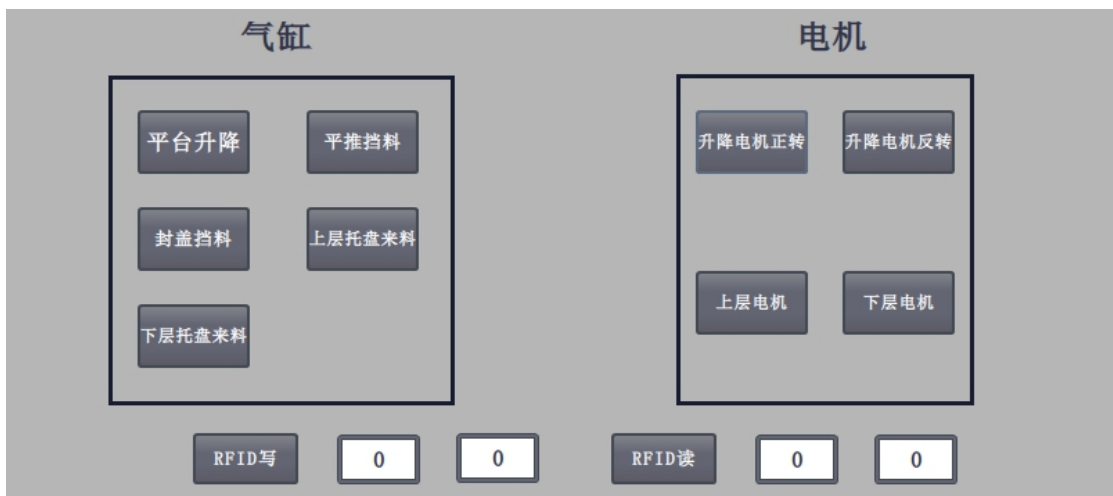 气缸
电机
平台升降
平推挡料
升降电机正转
升降电机反转
封盖挡料
上层托盘来料
上层电机
下层电机
下层托盘来料
RFID写
0
0
RFID读
0
0